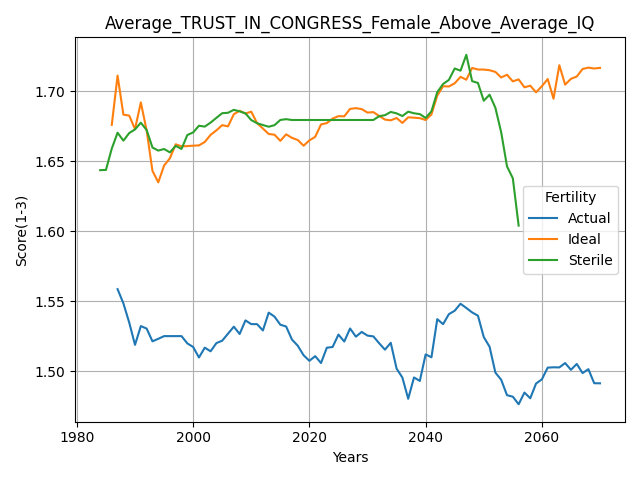 Average_TRUST_IN_CONGRESS_Female_Above_Average_IQ
Score(1-3)
1.70
1.65
1.60
1.55
1.50
Fertility
Actual
Ideal
Sterile
1980
2000
2020
2040
2060
Years